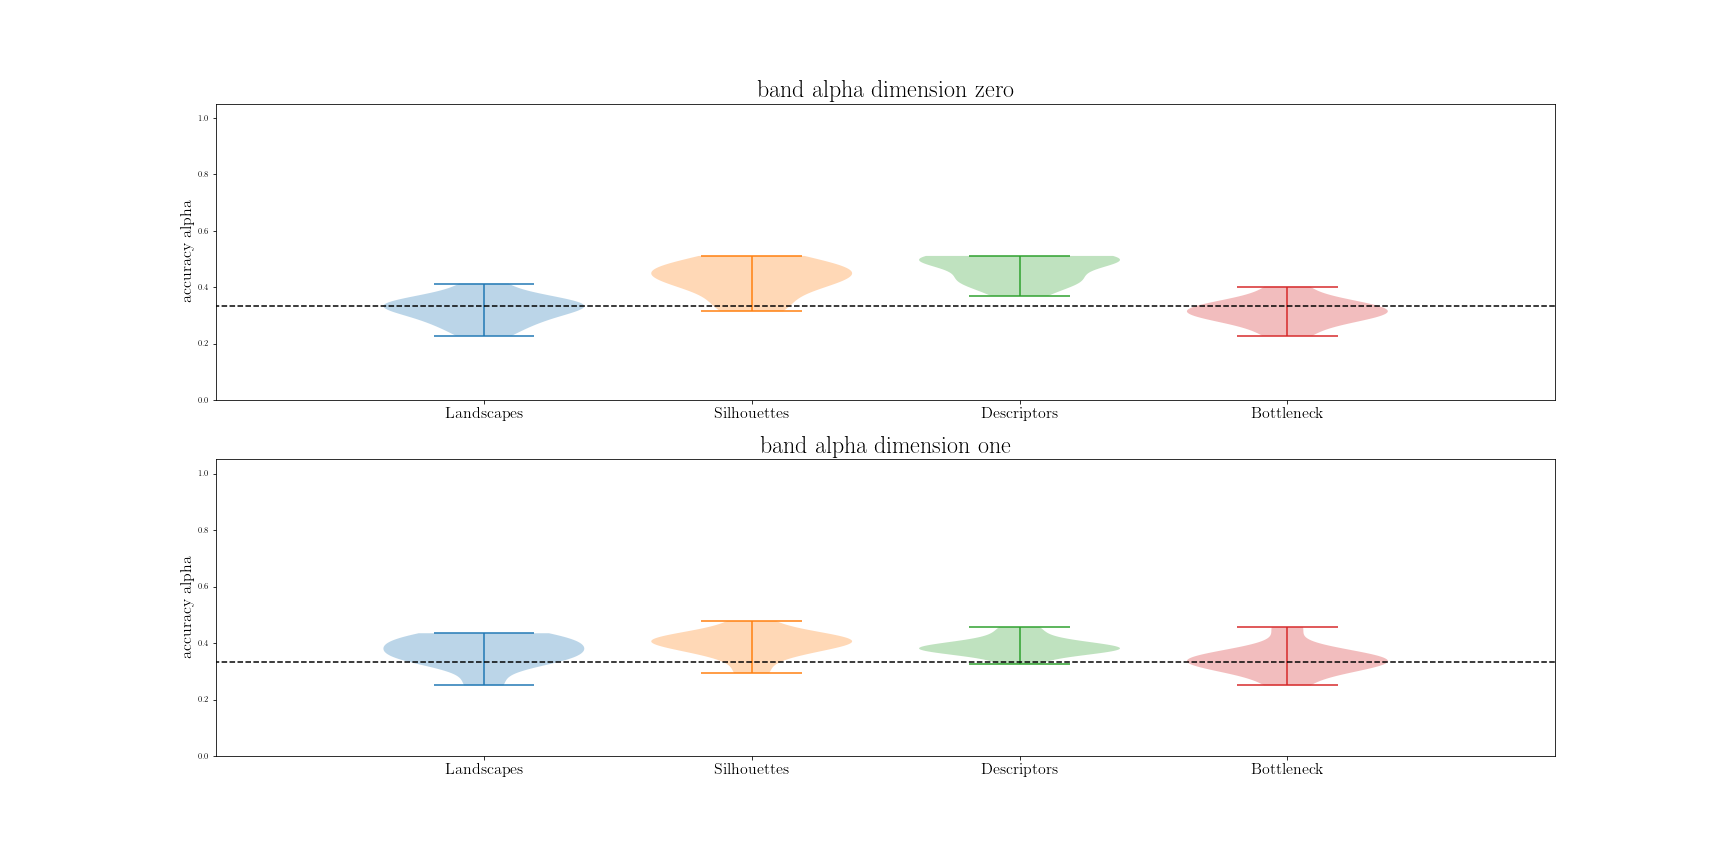 band alpha dimension zero
1.0
0.8
0.6
0.4
0.2
0.0
accuracy alpha
Landscapes Silhouettes Descriptors Bottleneck
band alpha dimension one
1.0
0.8
0.6
0.4
0.2
0.0
accuracy alpha
Landscapes Silhouettes Descriptors Bottleneck